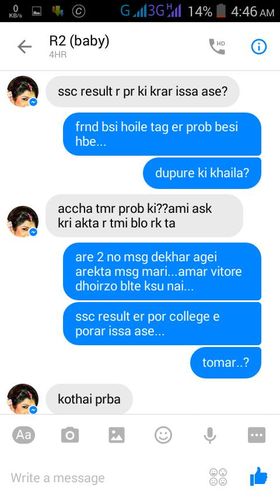 0
KB/s
G 3G H 14% 4:46 AM
R2 (baby)
4HR
HD
ssc result r pr ki krar issa ase?
frnd bsi hoile tag er prob besi
hbe...
dupure ki khaila?
accha tmr prob ki??ami ask
kri akta r tmi blo rk ta
are 2 no msg dekhar agei
arekta msg mari...amar vitore
dhoirzo blte ksu nai...
ssc result er por college e
porar issa ase...
tomar..?
kothai prba
Aa
Write a message